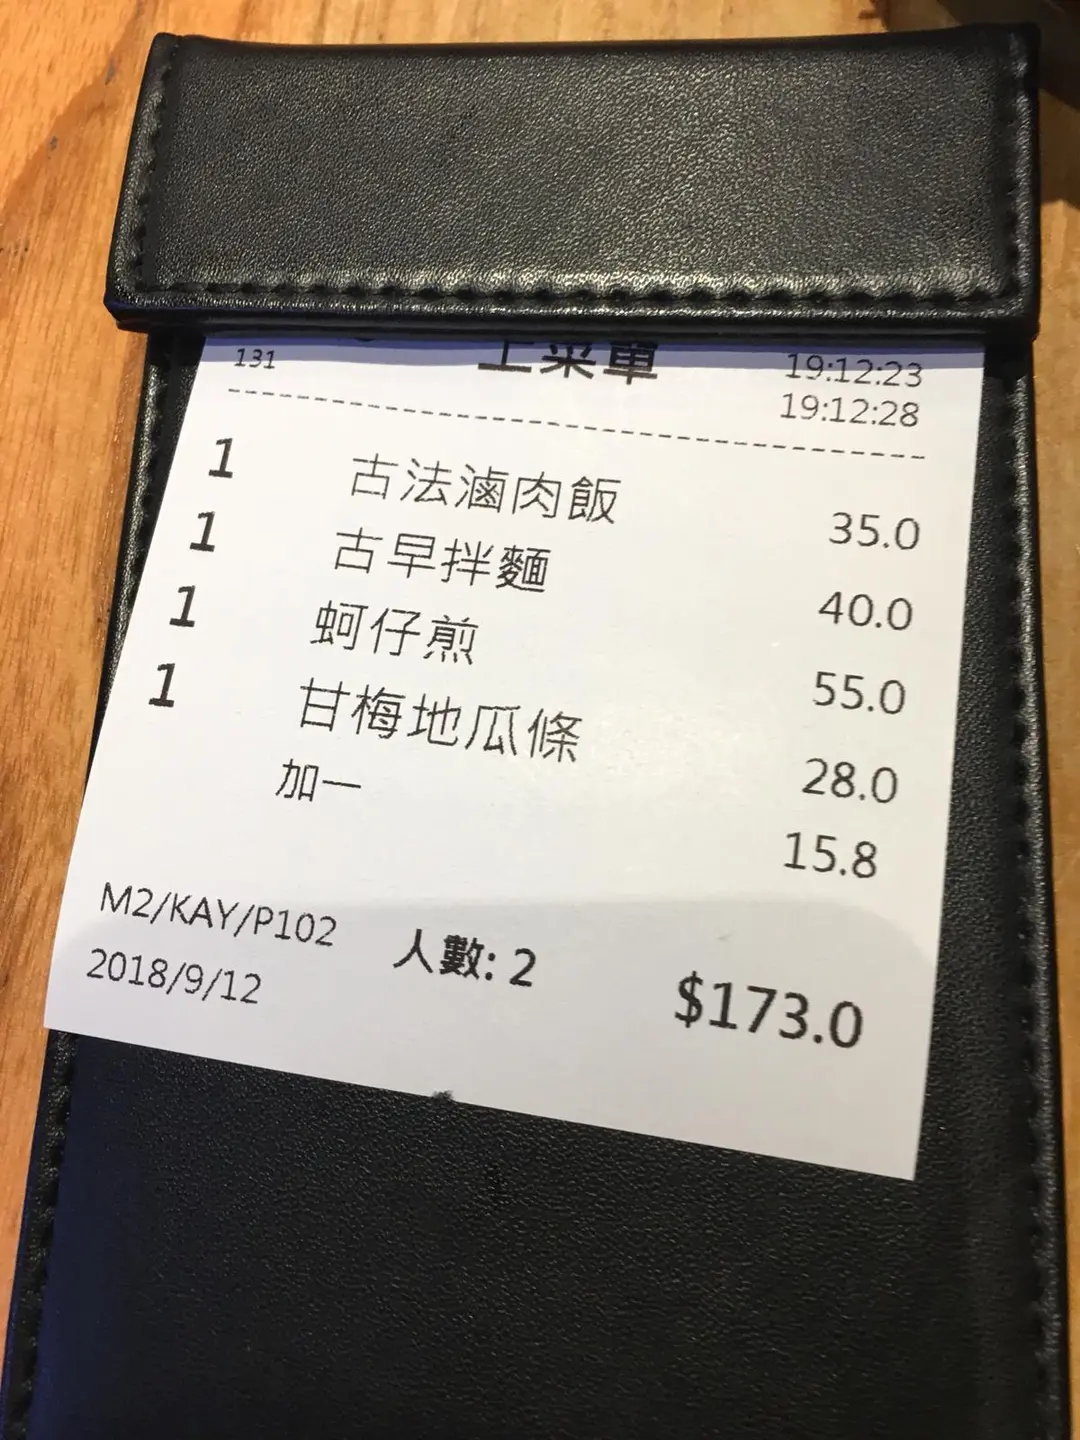 131 上菜單 19:12:23
19:12:28
1 古法滷肉飯 35.0
1 古早拌麵 40.0
1 蚵仔煎 55.0
1 甘梅地瓜條 28.0
加一 15.8
M2/KAY/P102
2018/9/12 人數: 2 $173.0